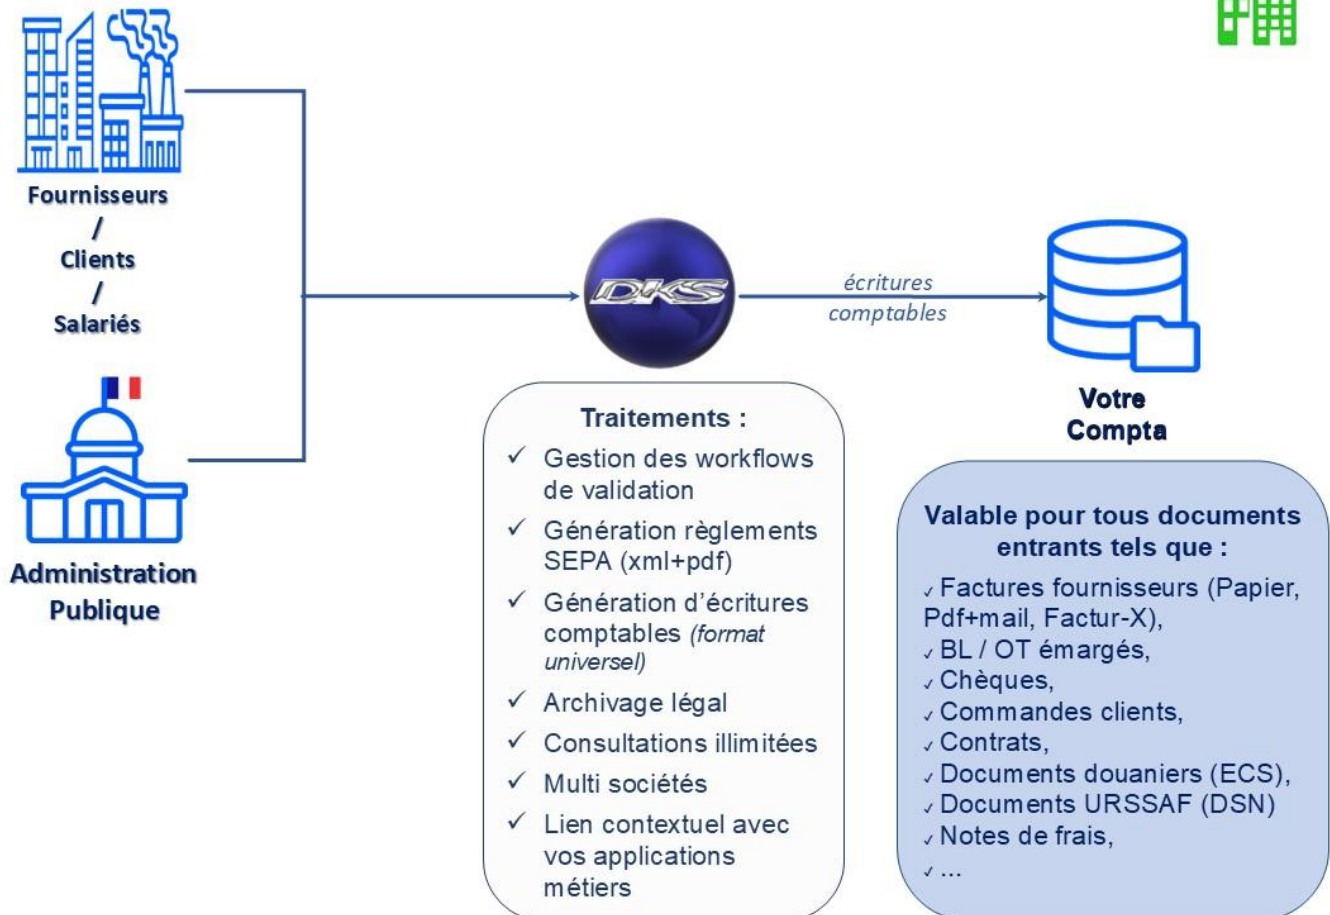 Fournisseurs
/
Clients
/
Salariés
Administration
Publique
DKS
écritures
comptables
Votre
Compta
Traitements :
✓ Gestion des workflows
de validation
✓ Génération règlements
SEPA (xml+pdf)
✓ Génération d’écritures
comptables (format
universel)
✓ Archivage légal
✓ Consultations illimitées
✓ Multi sociétés
✓ Lien contextuel avec
vos applications
métiers
Valable pour tous documents
entrants tels que :
✓ Factures fournisseurs (Papier,
Pdf+mail, Factur-X),
✓ BL / OT émargés,
✓ Chèques,
✓ Commandes clients,
✓ Contrats,
✓ Documents douaniers (ECS),
✓ Documents URSSAF (DSN)
✓ Notes de frais,
✓ ...